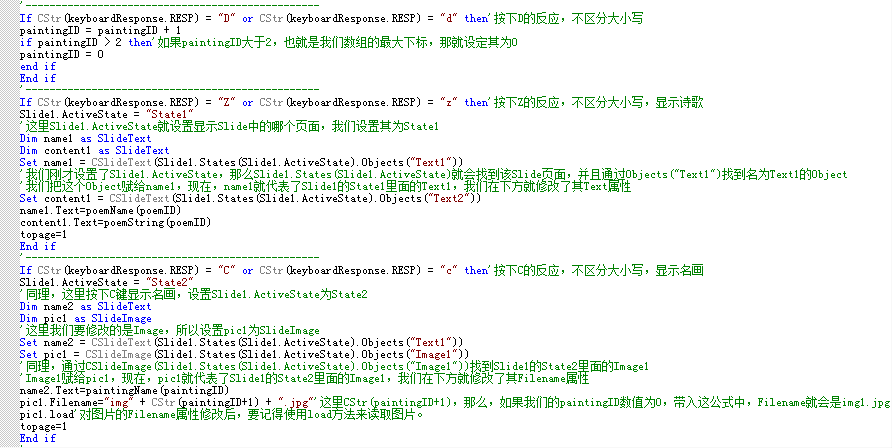 '-------------------------------------------------
If CStr(keyboardResponse.RESP) = "D" or CStr(keyboardResponse.RESP) = "d" then'按下D的反应，不区分大小写
paintingID = paintingID + 1
if paintingID > 2 then'如果paintingID大于2，也就是我们数组的最大下标，那就设定其为0
paintingID = 0
end if
End if
'-------------------------------------------------
If CStr(keyboardResponse.RESP) = "Z" or CStr(keyboardResponse.RESP) = "z" then'按下Z的反应，不区分大小写，显示诗歌
Slide1.ActiveState = "State1"
'这里Slide1.ActiveState就设置显示Slide中的哪个页面，我们设置其为State1
Dim name1 as SlideText
Dim content1 as SlideText
Set name1 = CSlideText(Slide1.States(Slide1.ActiveState).Objects("Text1"))
'我们刚才设置了Slide1.ActiveState，那么Slide1.States(Slide1.ActiveState)就会找到该Slide页面，并且通过Objects("Text1")找到名为Text1的Object
'我们把这个Object赋给name1，现在，name1就代表了Slide1的State1里面的Text1，我们在下方就修改了其Text属性
Set content1 = CSlideText(Slide1.States(Slide1.ActiveState).Objects("Text2"))
name1.Text=poemName(poemID)
content1.Text=poemString(poemID)
topage=1
End if
'-------------------------------------------------
If CStr(keyboardResponse.RESP) = "C" or CStr(keyboardResponse.RESP) = "c" then'按下C的反应，不区分大小写，显示名画
Slide1.ActiveState = "State2"
'同理，这里按下C键显示名画，设置Slide1.ActiveState为State2
Dim name2 as SlideText
Dim pic1 as SlideImage
'这里我们要修改的是Image，所以设置pic1为SlideImage
Set name2 = CSlideText(Slide1.States(Slide1.ActiveState).Objects("Text1"))
Set pic1 = CSlideImage(Slide1.States(Slide1.ActiveState).Objects("Image1"))
'同理，通过CSlideImage(Slide1.States(Slide1.ActiveState).Objects("Image1"))找到Slide1的State2里面的Image1
'Image1赋给pic1，现在，pic1就代表了Slide1的State2里面的Image1，我们在下方就修改了其Filename属性
name2.Text=paintingName(paintingID)
pic1.Filename="img" + CStr(paintingID+1) + ".jpg"'这里CStr(paintingID+1)，那么，如果我们的paintingID数值为0，带入这公式中，Filename就会是img1.jpg
pic1.load'对图片的Filename属性修改后，要记得使用load方法来读取图片。
topage=1
End if